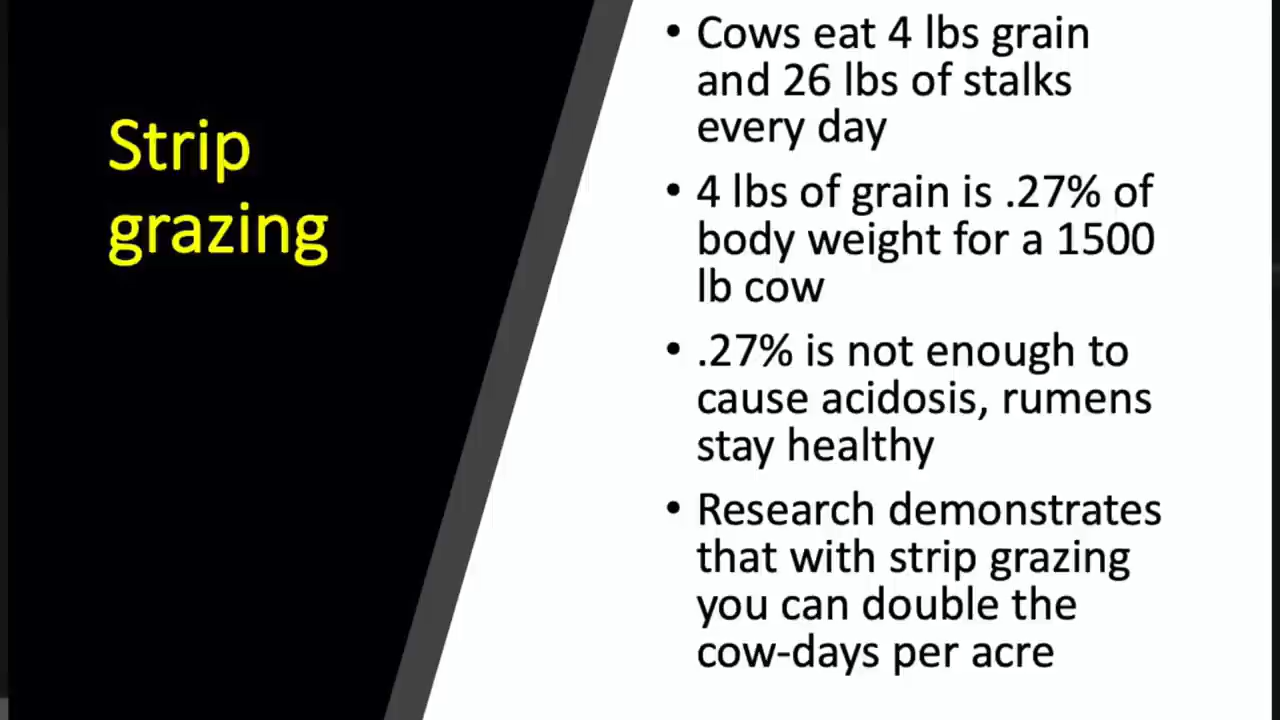 Strip
grazing
• Cows eat 4 lbs grain
and 26 lbs of stalks
every day
• 4 lbs of grain is .27% of
body weight for a 1500
lb cow
• .27% is not enough to
cause acidosis, rumens
stay healthy
• Research demonstrates
that with strip grazing
you can double the
cow-days per acre